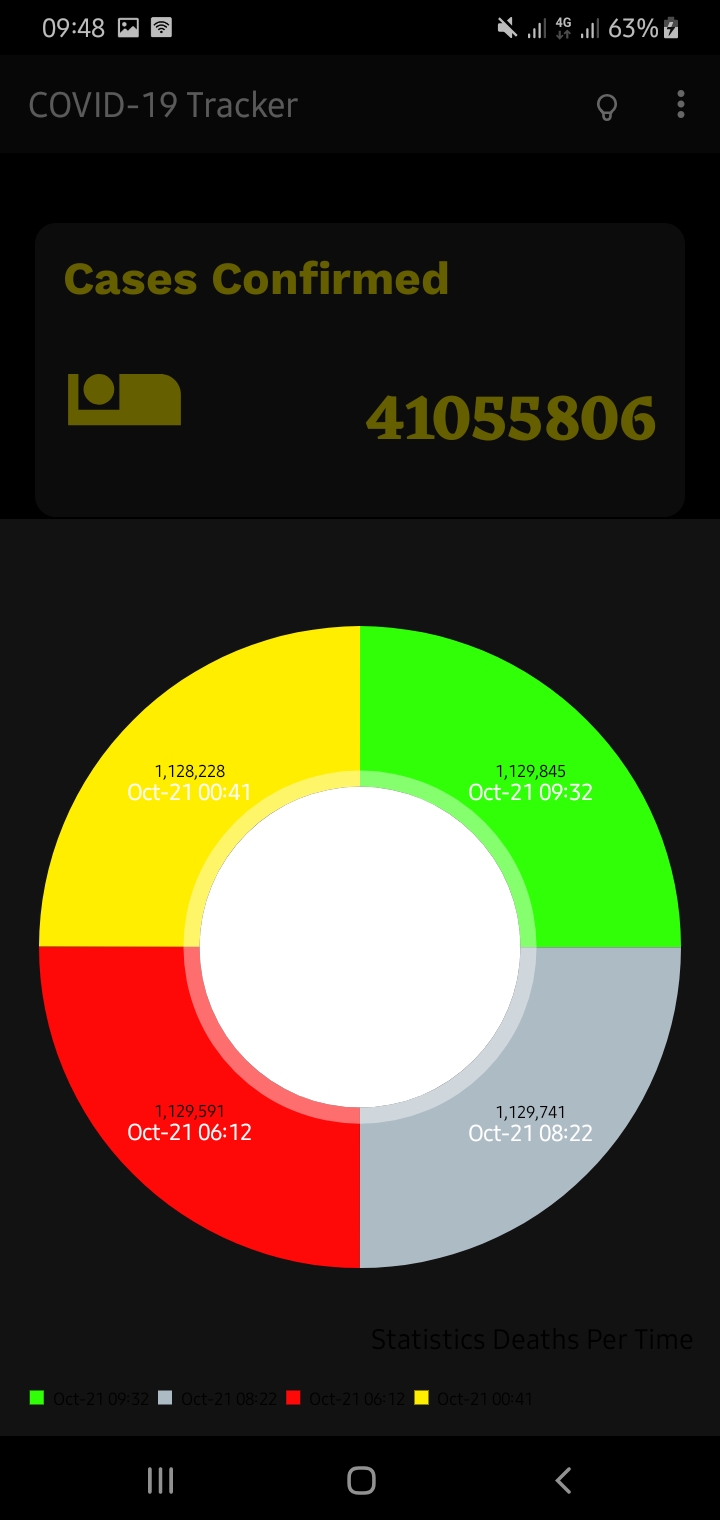 09:48 4G 63%
COVID-19 Tracker
Cases Confirmed
41055806
1,128,228 1,129,845
Oct-21 00:41 Oct-21 09:32
1,129,591 1,129,741
Oct-21 06:12 Oct-21 08:22
Statistics Deaths Per Time
Oct-21 09:32 Oct-21 08:22 Oct-21 06:12 Oct-21 00:41